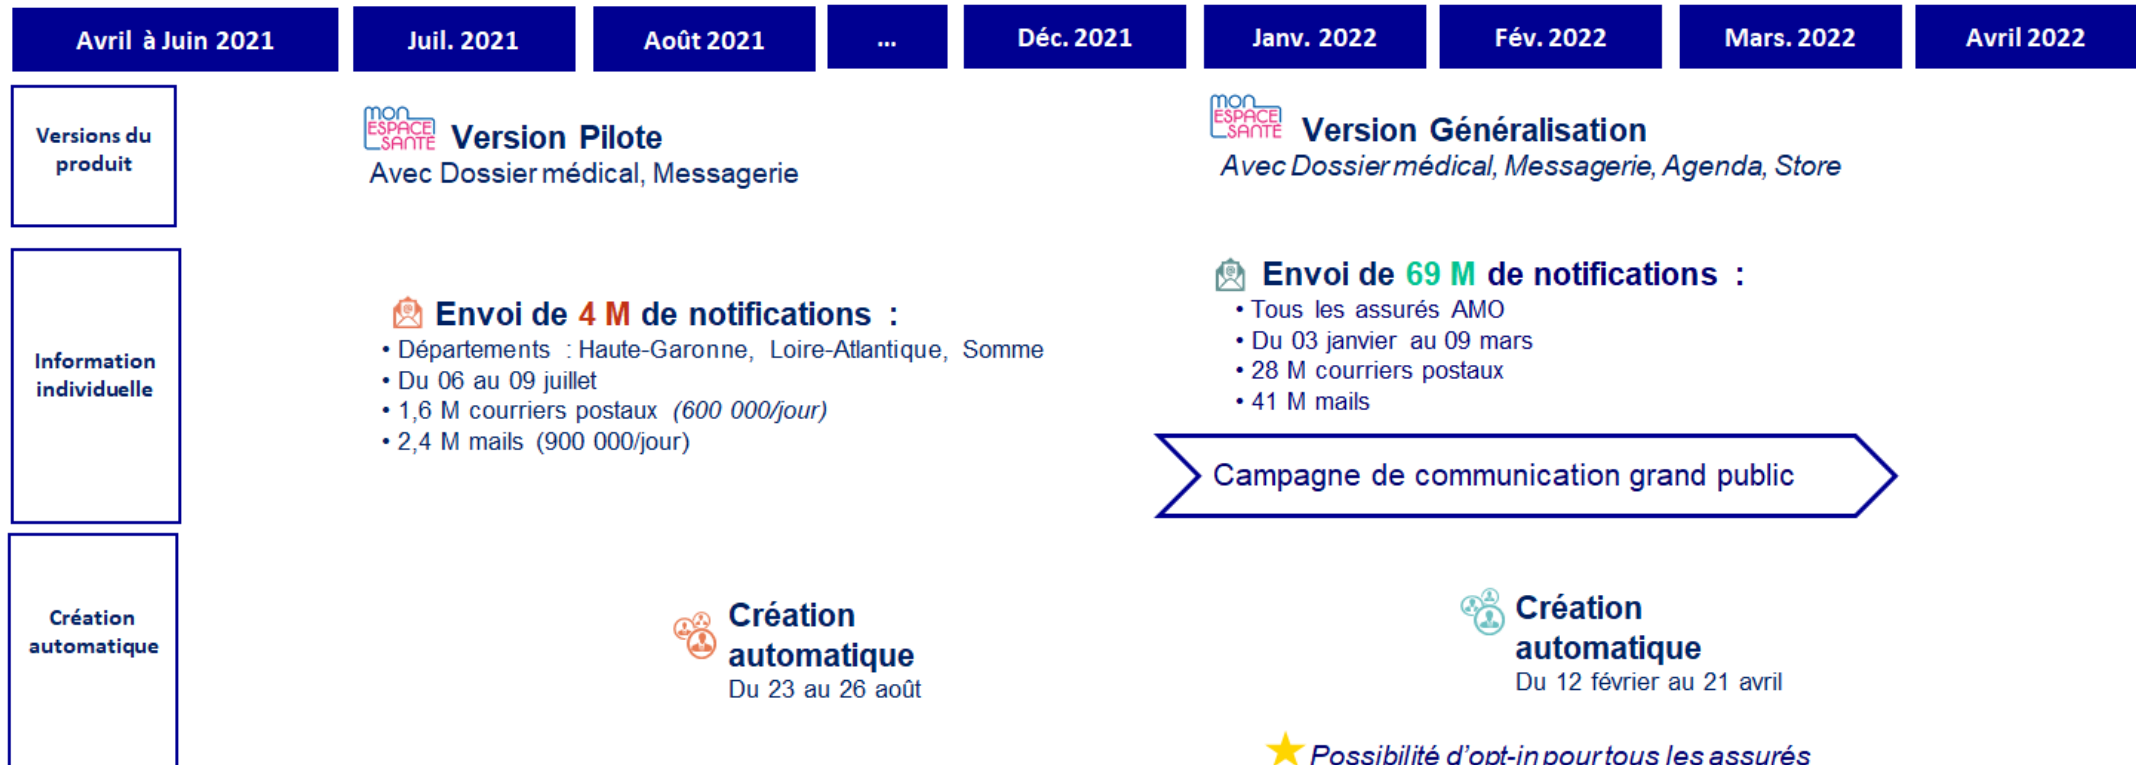 Avril à Juin 2021
Juil. 2021
Août 2021
...
Déc. 2021
Janv. 2022
Fév. 2022
Mars. 2022
Avril 2022
Versions du
produit
mon
ESPACE
SANTÉ
Version Pilote
Avec Dossier médical, Messagerie
mon
ESPACE
SANTÉ
Version Généralisation
Avec Dossier médical, Messagerie, Agenda, Store
Information
individuelle
Envoi de 4 M de notifications :
• Départements : Haute-Garonne, Loire-Atlantique, Somme
• Du 06 au 09 juillet
• 1,6 M courriers postaux (600 000/jour)
• 2,4 M mails (900 000/jour)
Envoi de 69 M de notifications :
• Tous les assurés AMO
• Du 03 janvier au 09 mars
• 28 M courriers postaux
• 41 M mails
Campagne de communication grand public
Création
automatique
Création
automatique
Du 23 au 26 août
Création
automatique
Du 12 février au 21 avril
Possibilité d'opt-in pour tous les assurés